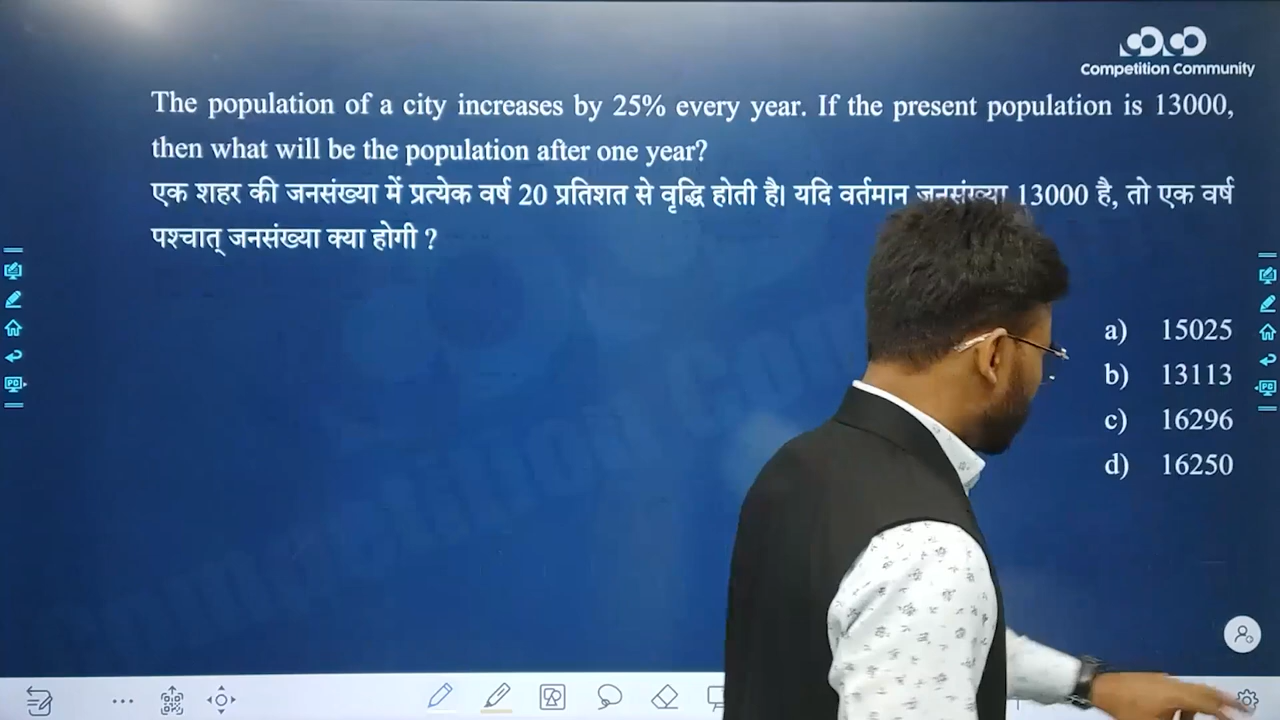 Competition Community
The population of a city increases by 25% every year. If the present population is 13000,
then what will be the population after one year?
एक शहर की जनसंख्या में प्रत्येक वर्ष 20 प्रतिशत से वृद्धि होती है। यदि वर्तमान जनसंख्या 13000 है, तो एक वर्ष
पश्चात् जनसंख्या क्या होगी ?
a) 15025
b) 13113
c) 16296
d) 16250